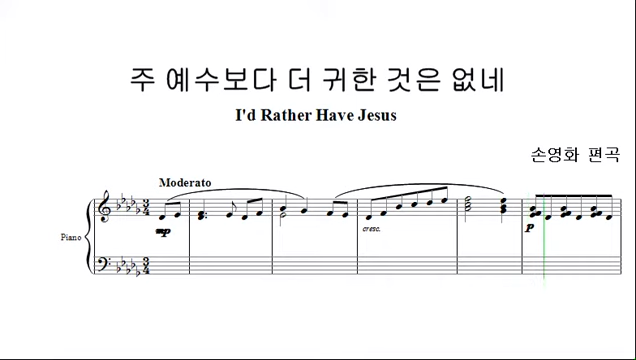 주 예수보다 더 귀한 것은 없네
I'd Rather Have Jesus
손영화 편곡
Moderato
Piano
mp
cresc.
p